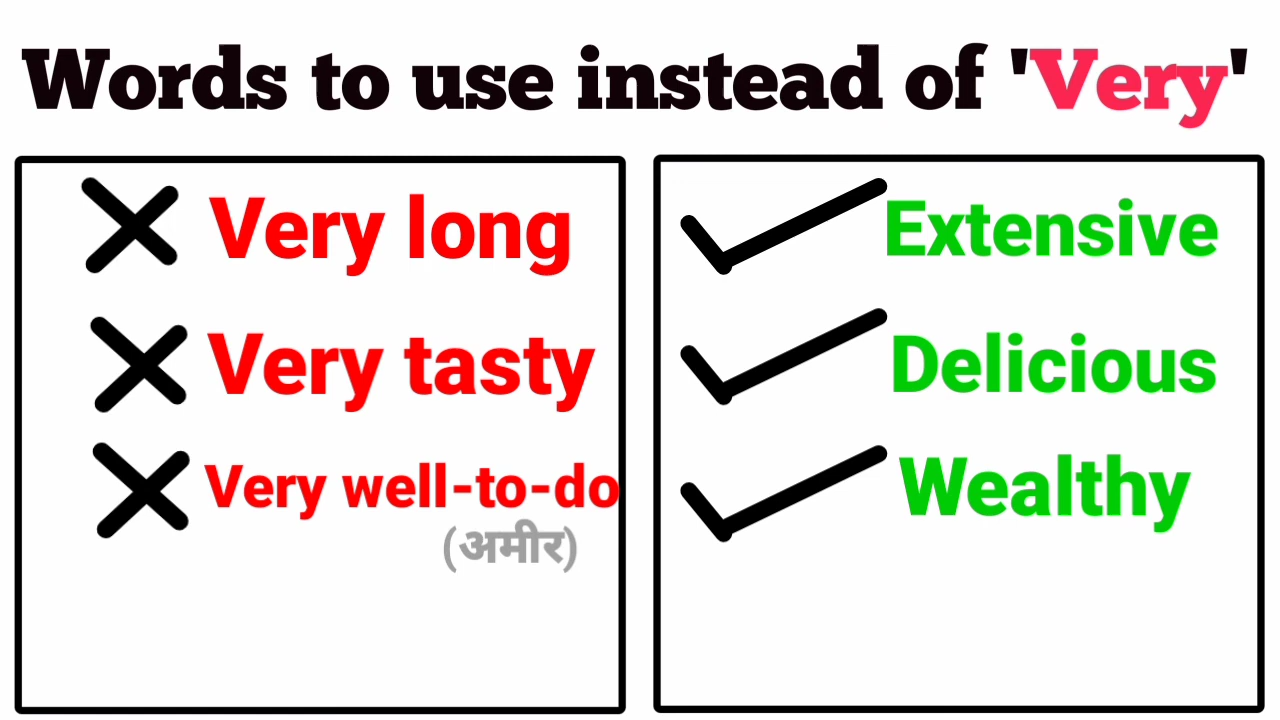 Words to use instead of 'Very'
Very long
Very tasty
Very well-to-do
(अमीर)
Extensive
Delicious
Wealthy